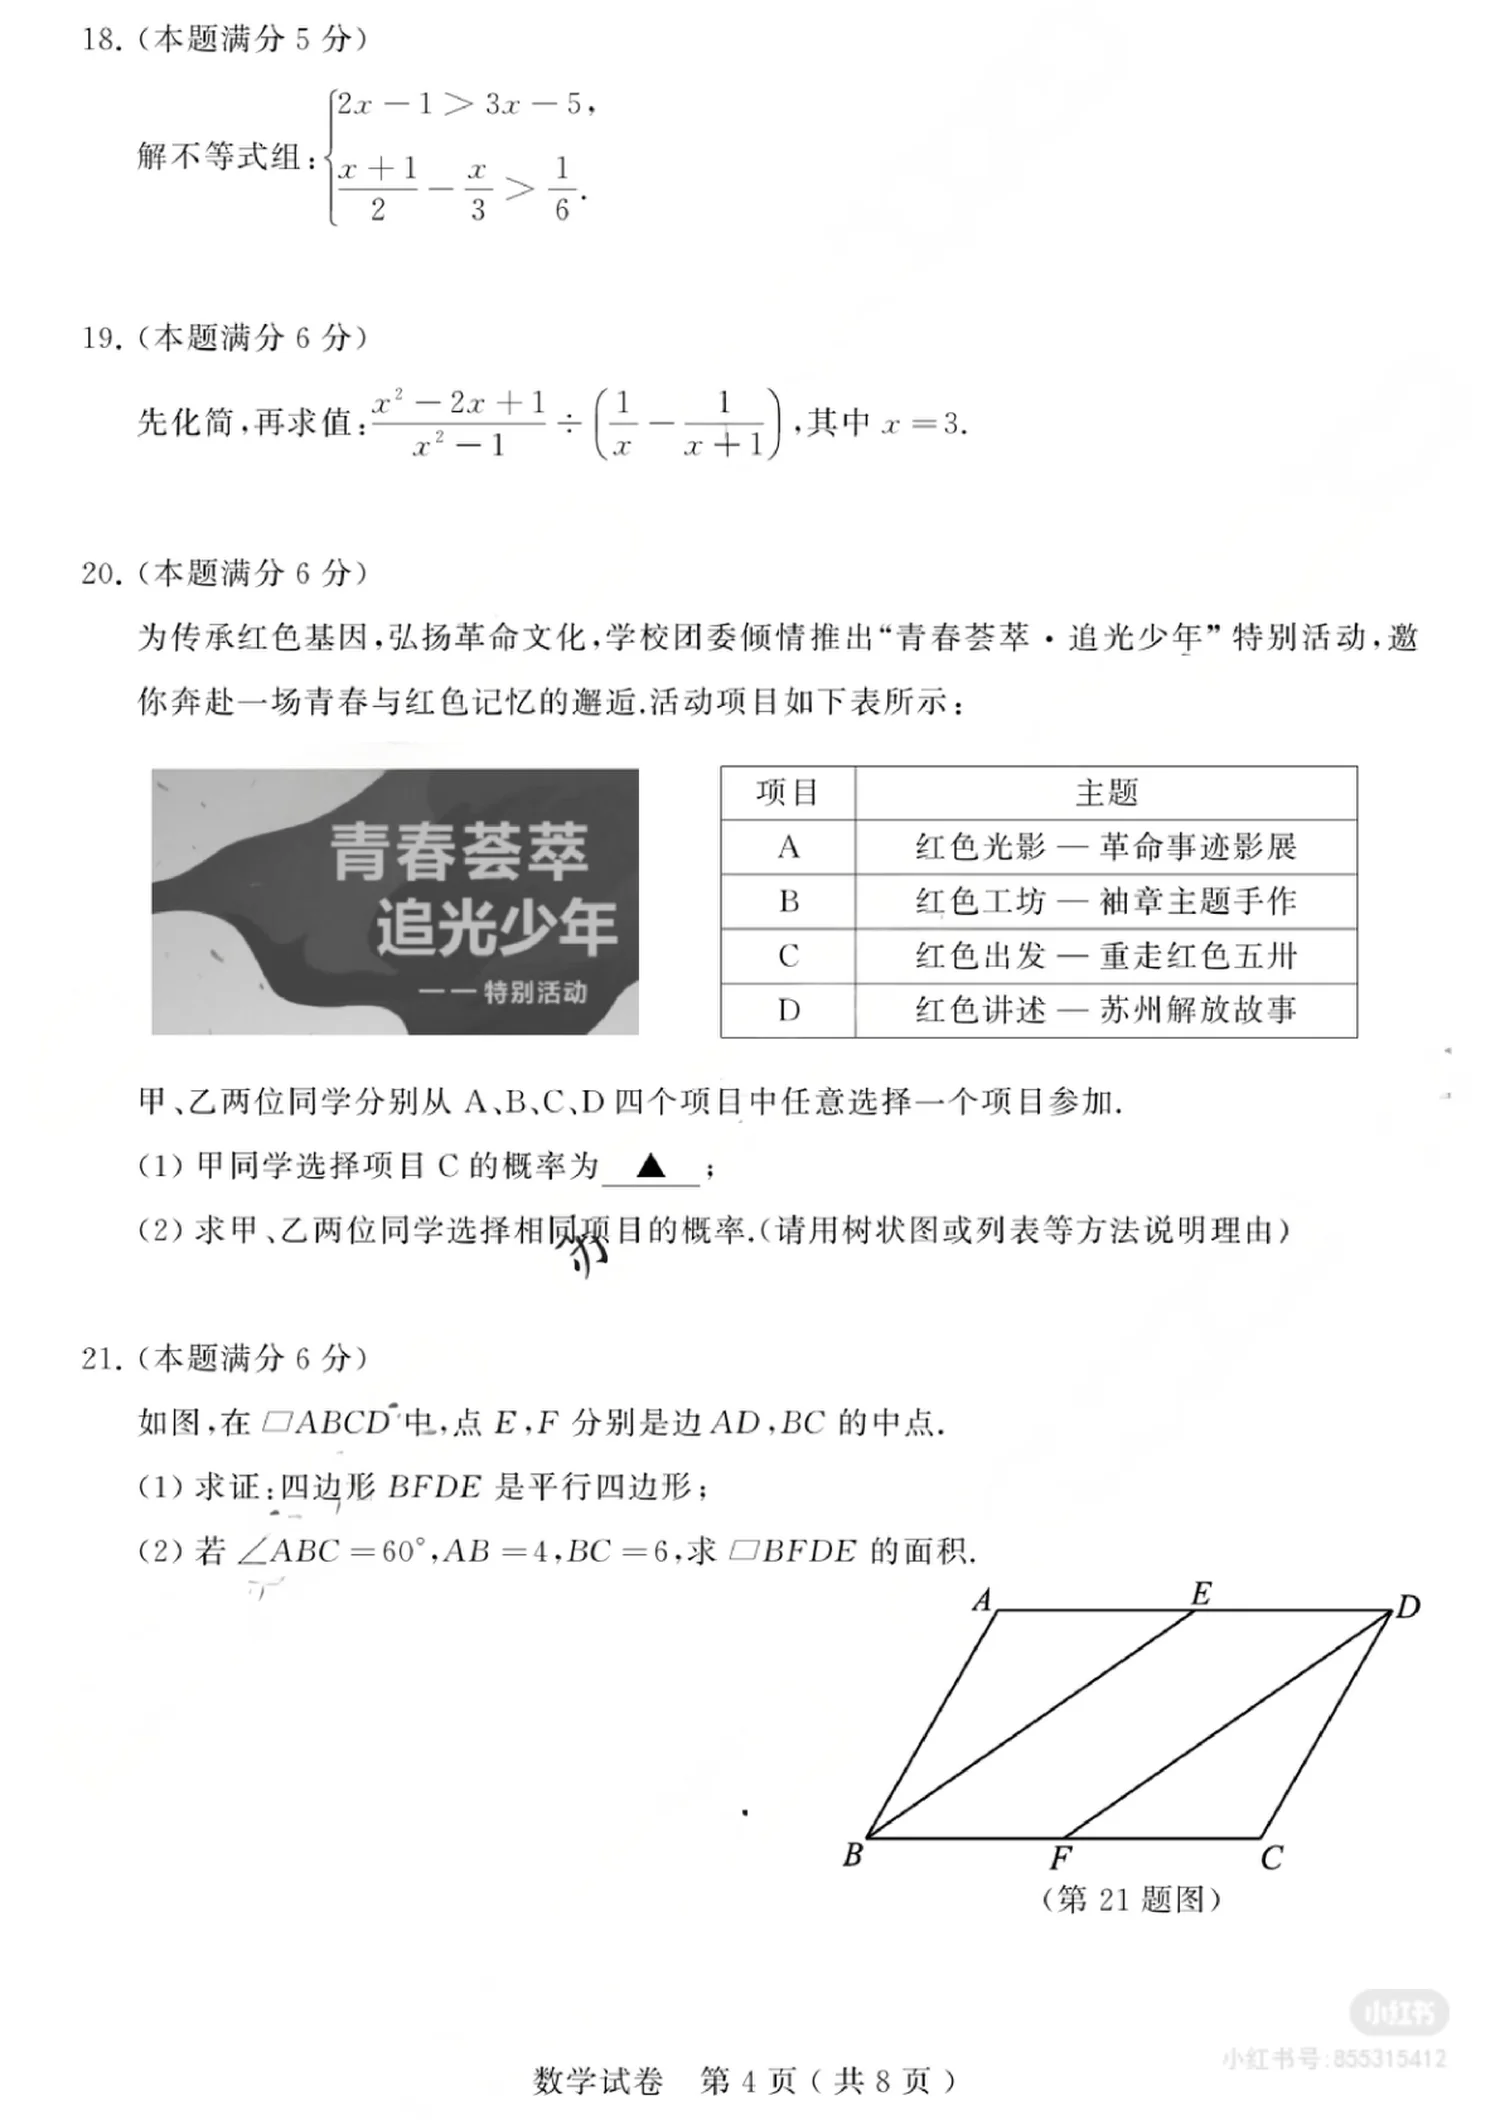 18.(本题满分 5 分)
解不等式组:{2x－1＞3x－5,
(x＋1)/2－x/3＞1/6.
19.(本题满分 6 分)
先化简,再求值:(x²－2x＋1)/(x²－1)÷(1/x－1/(x＋1)),其中 x＝3.
20.(本题满分 6 分)
为传承红色基因,弘扬革命文化,学校团委倾情推出“青春荟萃·追光少年”特别活动,邀
你奔赴一场青春与红色记忆的邂逅.活动项目如下表所示:
青春荟萃
追光少年
——特别活动
项目 主题
A 红色光影 — 革命事迹影展
B 红色工坊 — 袖章主题手作
C 红色出发 — 重走红色五卅
D 红色讲述 — 苏州解放故事
甲、乙两位同学分别从 A、B、C、D 四个项目中任意选择一个项目参加.
(1) 甲同学选择项目 C 的概率为 ▲ ;
(2) 求甲、乙两位同学选择相同项目的概率.(请用树状图或列表等方法说明理由)
21.(本题满分 6 分)
如图,在 ▱ABCD 中,点 E,F 分别是边 AD,BC 的中点.
(1) 求证:四边形 BFDE 是平行四边形;
(2) 若 ∠ABC＝60°,AB＝4,BC＝6,求 ▱BFDE 的面积.
A E D
B F C
(第 21 题图)
小红书
小红书号:855315412
数学试卷 第 4 页 ( 共 8 页 )